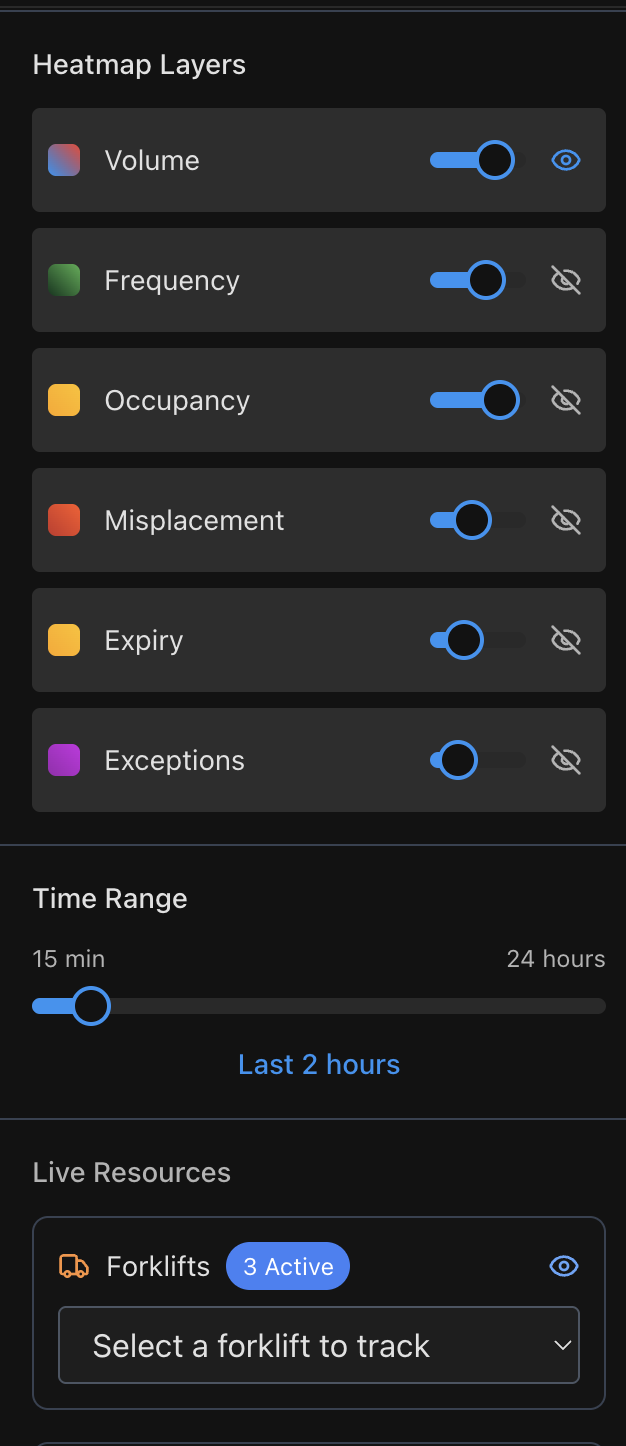 Heatmap Layers
Volume
Frequency
Occupancy
Misplacement
Expiry
Exceptions
Time Range
15 min 24 hours
Last 2 hours
Live Resources
Forklifts 3 Active
Select a forklift to track